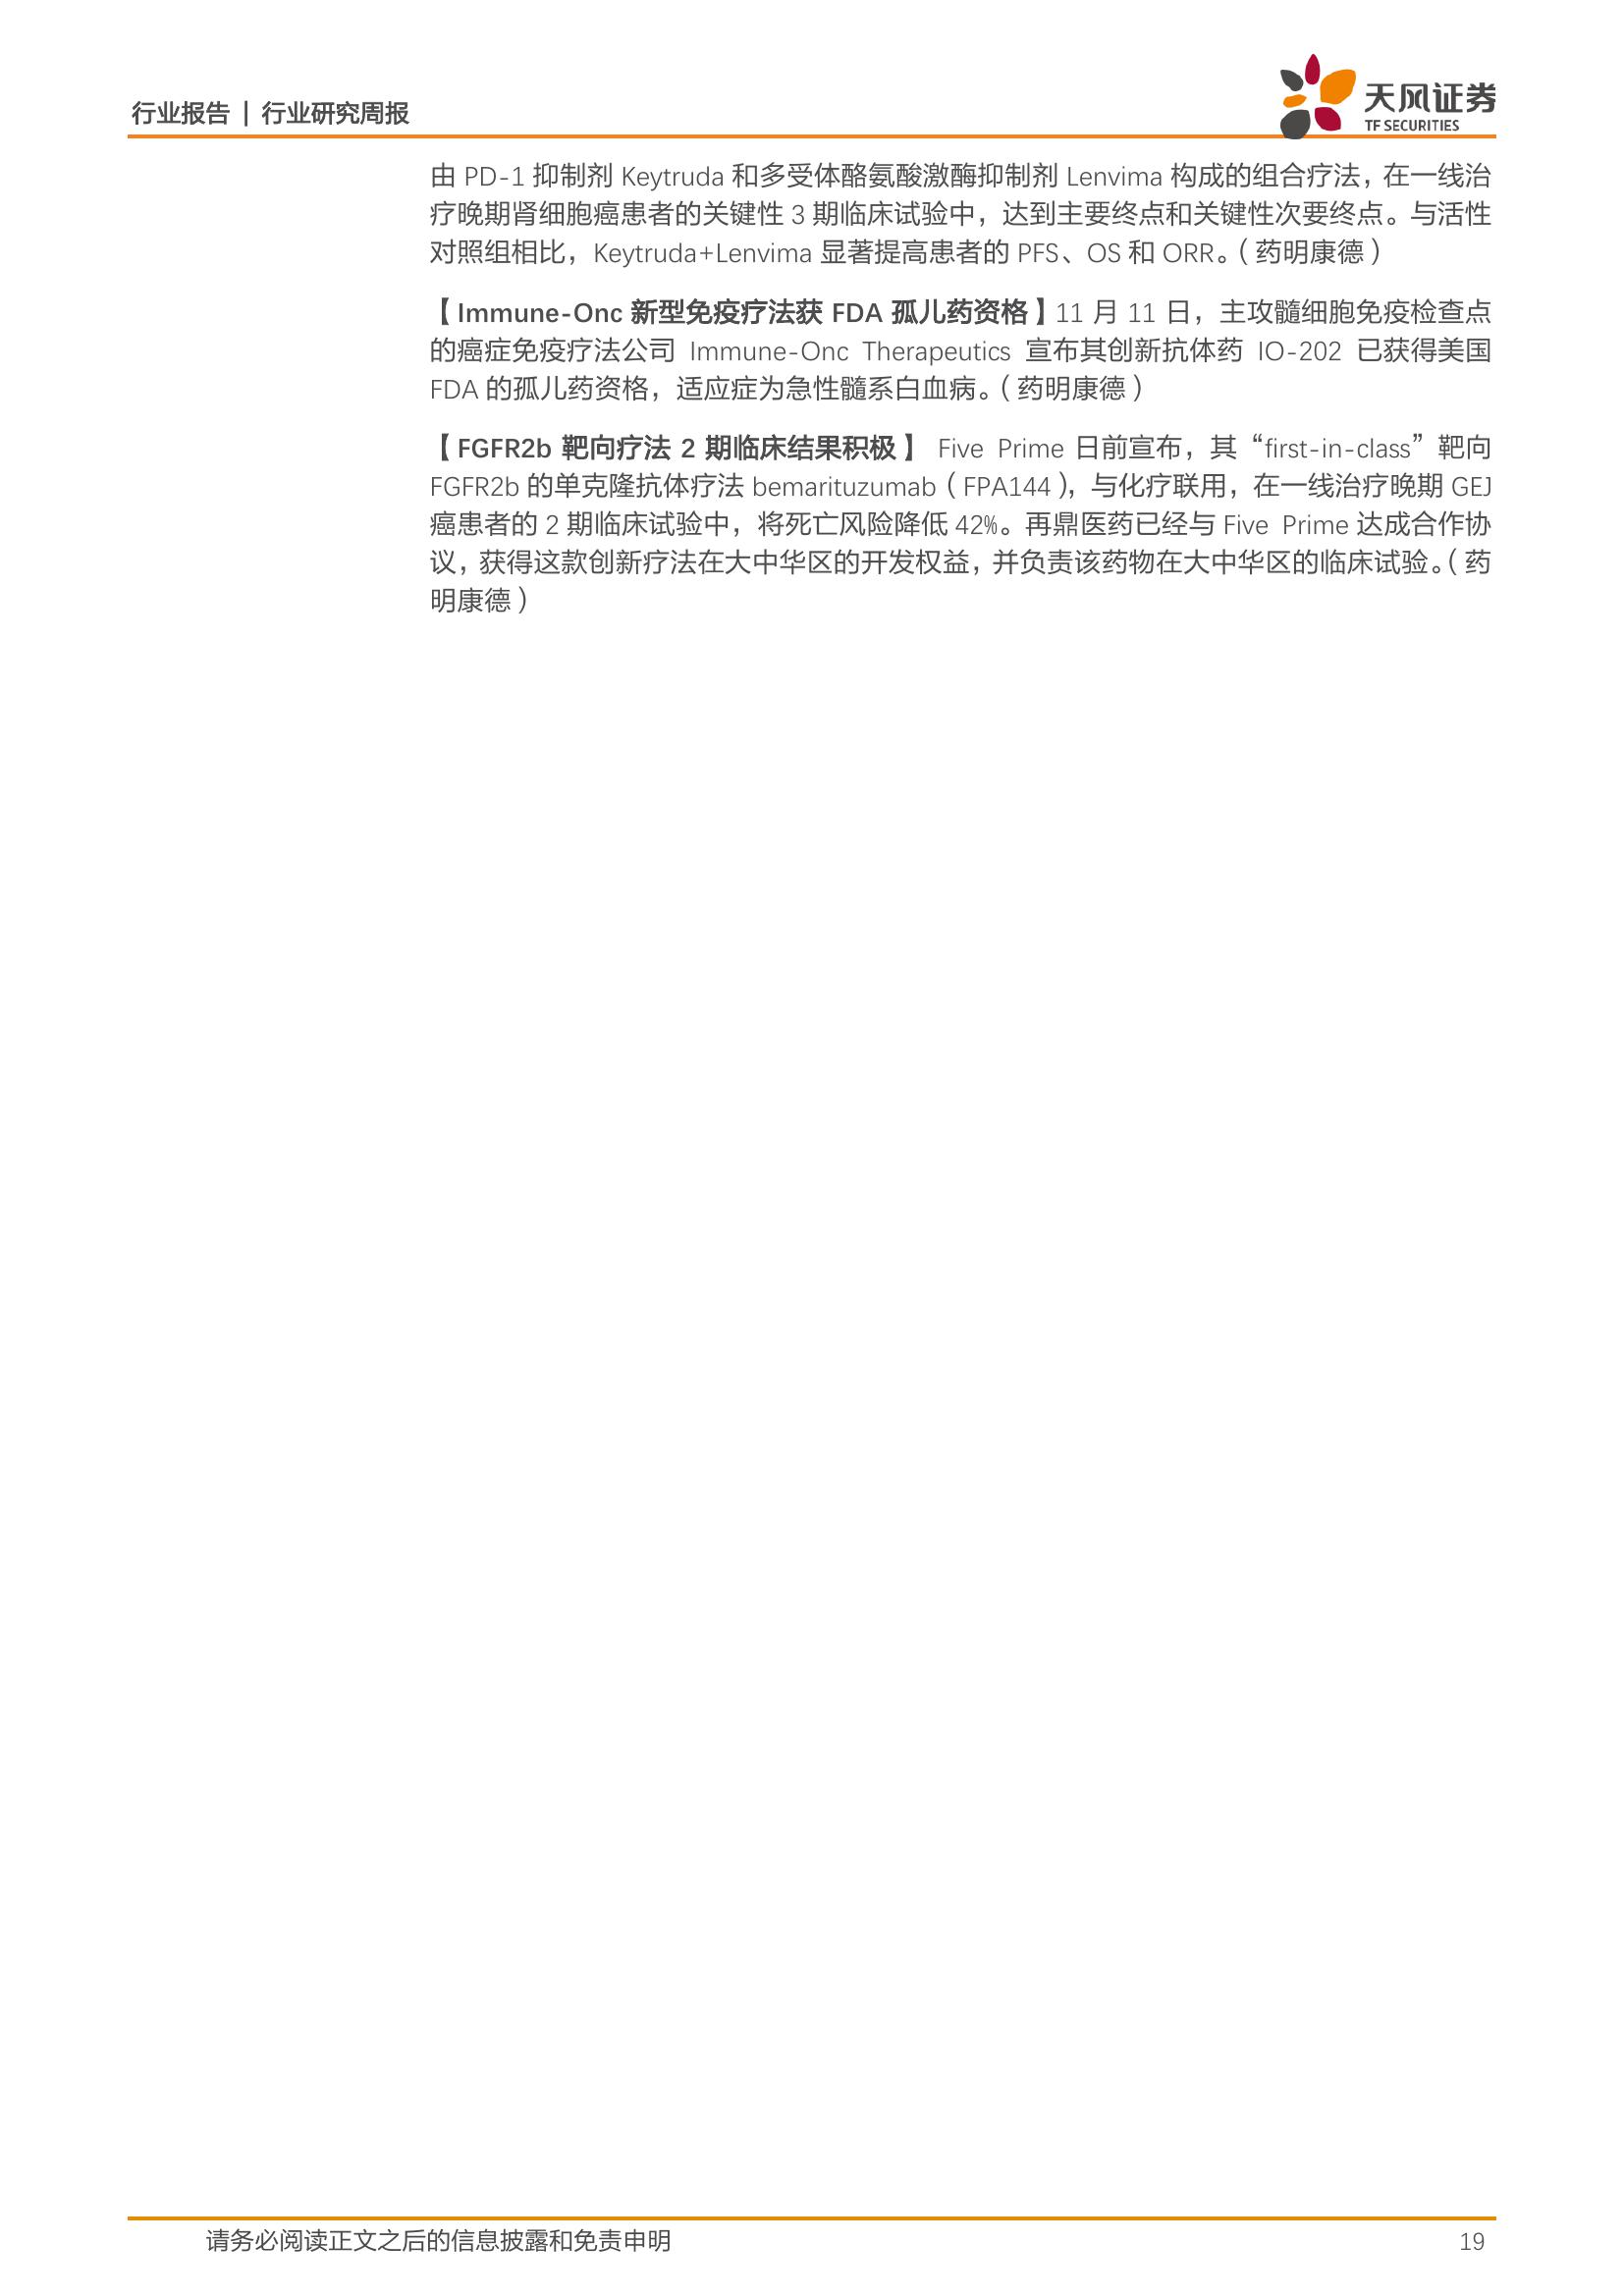 行业报告 | 行业研究周报
天风证券
TF SECURITIES
由 PD-1 抑制剂 Keytruda 和多受体酪氨酸激酶抑制剂 Lenvima 构成的组合疗法，在一线治
疗晚期肾细胞癌患者的关键性 3 期临床试验中，达到主要终点和关键性次要终点。与活性
对照组相比，Keytruda+Lenvima 显著提高患者的 PFS、OS 和 ORR。（药明康德）
【Immune-Onc 新型免疫疗法获 FDA 孤儿药资格】11 月 11 日，主攻髓细胞免疫检查点
的癌症免疫疗法公司 Immune-Onc Therapeutics 宣布其创新抗体药 IO-202 已获得美国
FDA 的孤儿药资格，适应症为急性髓系白血病。（药明康德）
【FGFR2b 靶向疗法 2 期临床结果积极】 Five Prime 日前宣布，其“first-in-class”靶向
FGFR2b 的单克隆抗体疗法 bemarituzumab（FPA144），与化疗联用，在一线治疗晚期 GEJ
癌患者的 2 期临床试验中，将死亡风险降低 42%。再鼎医药已经与 Five Prime 达成合作协
议，获得这款创新疗法在大中华区的开发权益，并负责该药物在大中华区的临床试验。（药
明康德）
请务必阅读正文之后的信息披露和免责申明
19